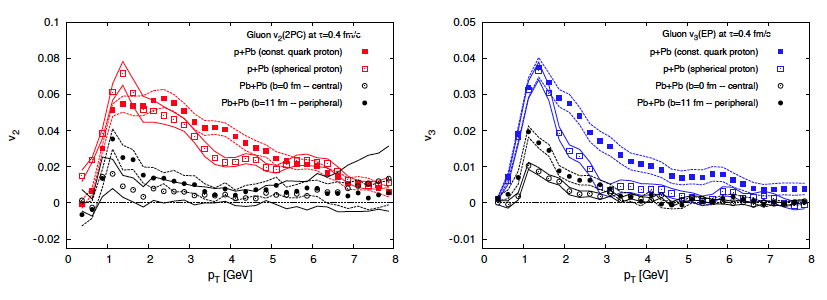 Gluon v2(2PC) at τ=0.4 fm/c
p+Pb (const. quark proton)
p+Pb (spherical proton)
Pb+Pb (b=0 fm -- central)
Pb+Pb (b=11 fm -- peripheral)
0.1
0.08
0.06
0.04
0.02
0
-0.02
v2
0 1 2 3 4 5 6 7 8
pT [GeV]
Gluon v3(EP) at τ=0.4 fm/c
p+Pb (const. quark proton)
p+Pb (spherical proton)
Pb+Pb (b=0 fm -- central)
Pb+Pb (b=11 fm -- peripheral)
0.05
0.04
0.03
0.02
0.01
0
-0.01
v3
0 1 2 3 4 5 6 7 8
pT [GeV]